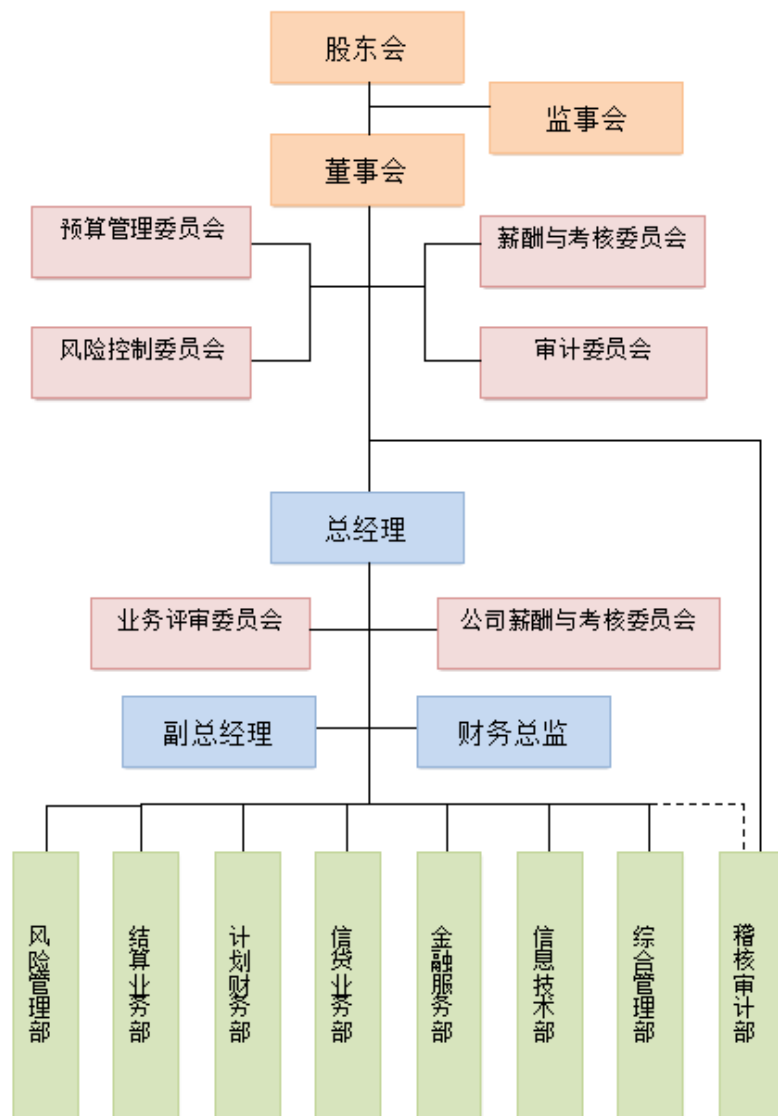 股东会
监事会
董事会
预算管理委员会
薪酬与考核委员会
风险控制委员会
审计委员会
总经理
业务评审委员会
公司薪酬与考核委员会
副总经理
财务总监
风险管理部
结算业务部
计划财务部
信贷业务部
金融服务部
信息技术部
综合管理部
稽核审计部